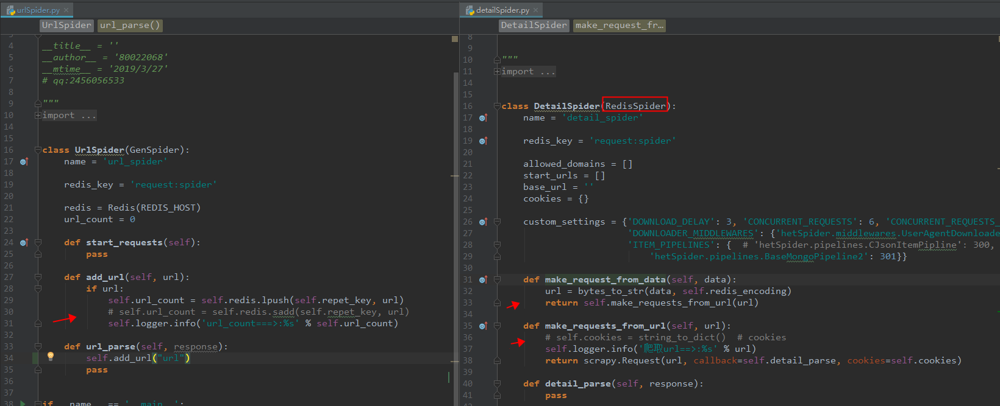 urlSpider.py
UrlSpider url_parse()
4 __title__ = ''
5 __author__ = '80022068'
6 __mtime__ = '2019/3/27'
7 # qq:2456056533
8
9 """
10 import ...
14
15
16 class UrlSpider(GenSpider):
17 name = 'url_spider'
18
19 redis_key = 'request:spider'
20
21 redis = Redis(REDIS_HOST)
22 url_count = 0
23
24 def start_requests(self):
25 pass
26
27 def add_url(self, url):
28 if url:
29 self.url_count = self.redis.lpush(self.repet_key, url)
30 # self.url_count = self.redis.sadd(self.repet_key, url)
31 self.logger.info('url_count===>:%s' % self.url_count)
32
33 def url_parse(self, response):
34 self.add_url("url")
35 pass
36
37
38 if __name__ == '__main__':
detailSpider.py
DetailSpider make_request_fr...
8
9
10 """
11 import ...
14
15
16 class DetailSpider(RedisSpider):
17 name = 'detail_spider'
18
19 redis_key = 'request:spider'
20
21 allowed_domains = []
22 start_urls = []
23 base_url = ''
24 cookies = {}
25
26 custom_settings = {'DOWNLOAD_DELAY': 3, 'CONCURRENT_REQUESTS': 6, 'CONCURRENT_REQUESTS_
27 'DOWNLOADER_MIDDLEWARES': {'hetSpider.middlewares.UserAgentDownloade
28 'ITEM_PIPELINES': { # 'hetSpider.pipelines.CJsonItemPipline': 300,
29 'hetSpider.pipelines.BaseMongoPipeline2': 301}}
30
31 def make_request_from_data(self, data):
32 url = bytes_to_str(data, self.redis_encoding)
33 return self.make_requests_from_url(url)
34
35 def make_requests_from_url(self, url):
36 # self.cookies = string_to_dict() # cookies
37 self.logger.info('爬取url==>:%s' % url)
38 return scrapy.Request(url, callback=self.detail_parse, cookies=self.cookies)
39
40 def detail_parse(self, response):
41 pass